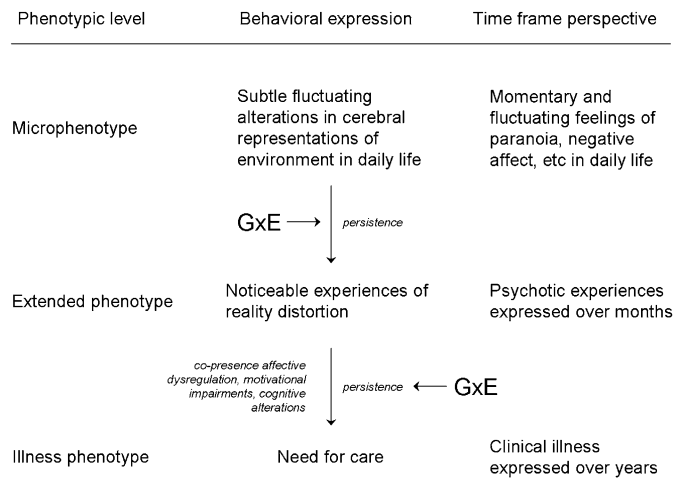 Phenotypic level Behavioral expression Time frame perspective
Microphenotype
Subtle fluctuating
alterations in cerebral
representations of
environment in daily life
Momentary and
fluctuating feelings of
paranoia, negative
affect, etc in daily life
GxE
persistence
Extended phenotype
Noticeable experiences of
reality distortion
Psychotic experiences
expressed over months
co-presence affective
dysregulation, motivational
impairments, cognitive
alterations
persistence
GxE
Illness phenotype
Need for care
Clinical illness
expressed over years